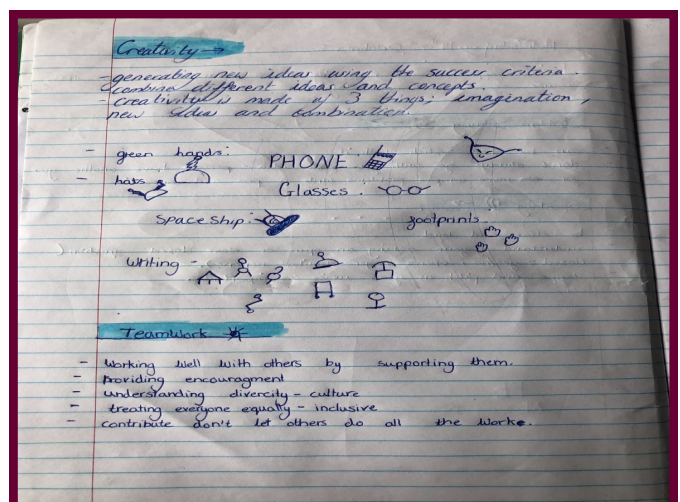 Creativity →
- generating new ideas using the success criteria.
combine different ideas and concepts.
- creativity is made of 3 things; imagination,
new ideas and combination.
- green hands:
PHONE
- hats
Glasses.
Space Ship:
footprints.
Writing -
TeamWork
- Working well with others by supporting them.
- Providing encouragment
- Understanding divercity - culture
- treating everyone equally - inclusive
- contribute don't let others do all the worke.